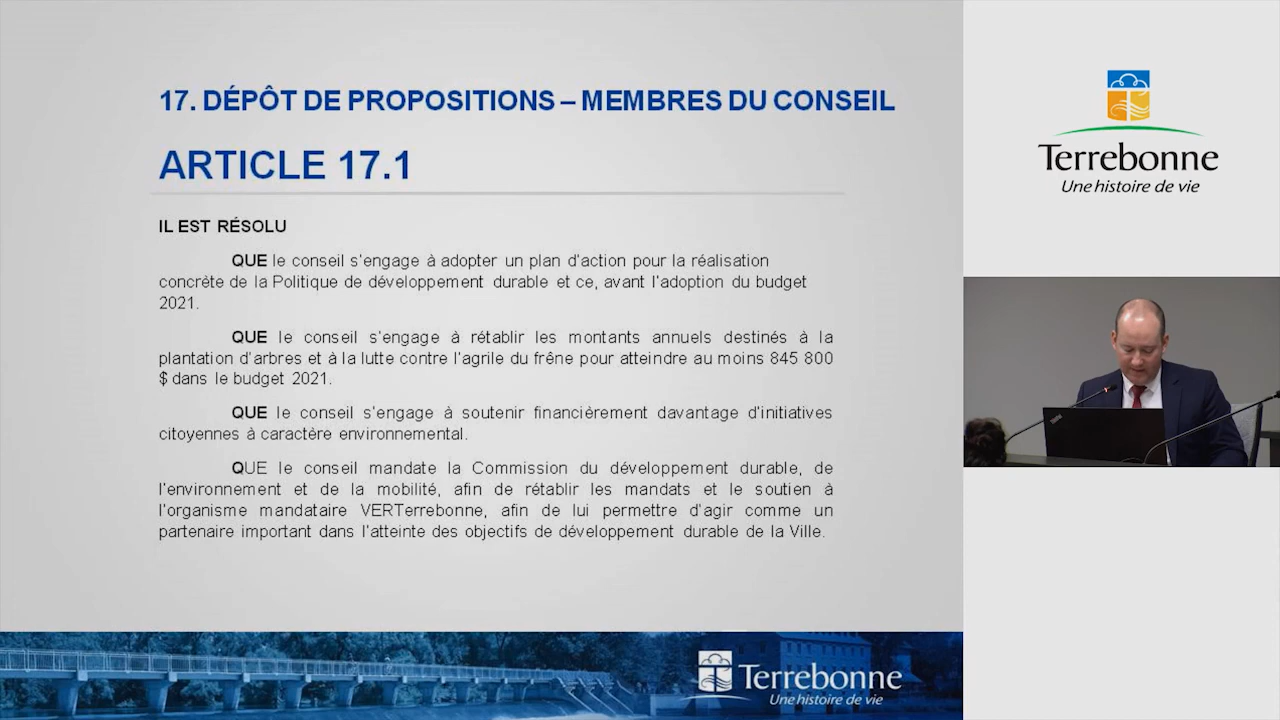 17. DÉPÔT DE PROPOSITIONS – MEMBRES DU CONSEIL
ARTICLE 17.1
IL EST RÉSOLU
QUE le conseil s'engage à adopter un plan d'action pour la réalisation
concrète de la Politique de développement durable et ce, avant l'adoption du budget
2021.
QUE le conseil s'engage à rétablir les montants annuels destinés à la
plantation d'arbres et à la lutte contre l'agrile du frêne pour atteindre au moins 845 800
$ dans le budget 2021.
QUE le conseil s'engage à soutenir financièrement davantage d'initiatives
citoyennes à caractère environnemental.
QUE le conseil mandate la Commission du développement durable, de
l'environnement et de la mobilité, afin de rétablir les mandats et le soutien à
l'organisme mandataire VERTerrebonne, afin de lui permettre d'agir comme un
partenaire important dans l'atteinte des objectifs de développement durable de la Ville.
Terrebonne
Une histoire de vie
Terrebonne
Une histoire de vie